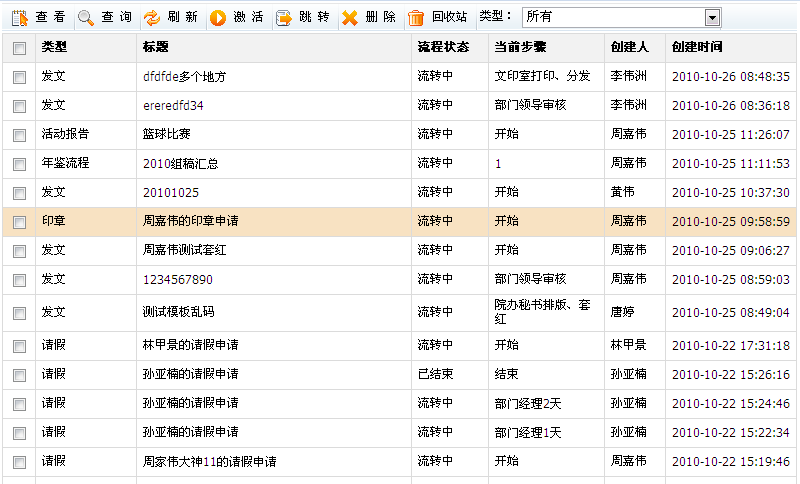 查 看 查 询 刷 新 激 活 跳 转 删 除 回收站 类型： 所有
类型 标题 流程状态 当前步骤 创建人 创建时间
发文 dfdfde多个地方 流转中 文印室打印、分发 李伟洲 2010-10-26 08:48:35
发文 ereredfd34 流转中 部门领导审核 李伟洲 2010-10-26 08:36:18
活动报告 篮球比赛 流转中 开始 周嘉伟 2010-10-25 11:26:07
年鉴流程 2010组稿汇总 流转中 1 周嘉伟 2010-10-25 11:11:53
发文 20101025 流转中 开始 黄伟 2010-10-25 10:37:30
印章 周嘉伟的印章申请 流转中 开始 周嘉伟 2010-10-25 09:58:59
发文 周嘉伟测试套红 流转中 开始 周嘉伟 2010-10-25 09:06:27
发文 1234567890 流转中 部门领导审核 周嘉伟 2010-10-25 08:59:03
发文 测试模板乱码 流转中 院办秘书排版、套 唐婷 2010-10-25 08:49:04
红
请假 林甲景的请假申请 流转中 开始 林甲景 2010-10-22 17:31:18
请假 孙亚楠的请假申请 已结束 结束 孙亚楠 2010-10-22 15:26:16
请假 孙亚楠的请假申请 流转中 部门经理2天 孙亚楠 2010-10-22 15:24:46
请假 孙亚楠的请假申请 流转中 部门经理1天 孙亚楠 2010-10-22 15:22:34
请假 周家伟大神11的请假申请 流转中 开始 周嘉伟 2010-10-22 15:19:46